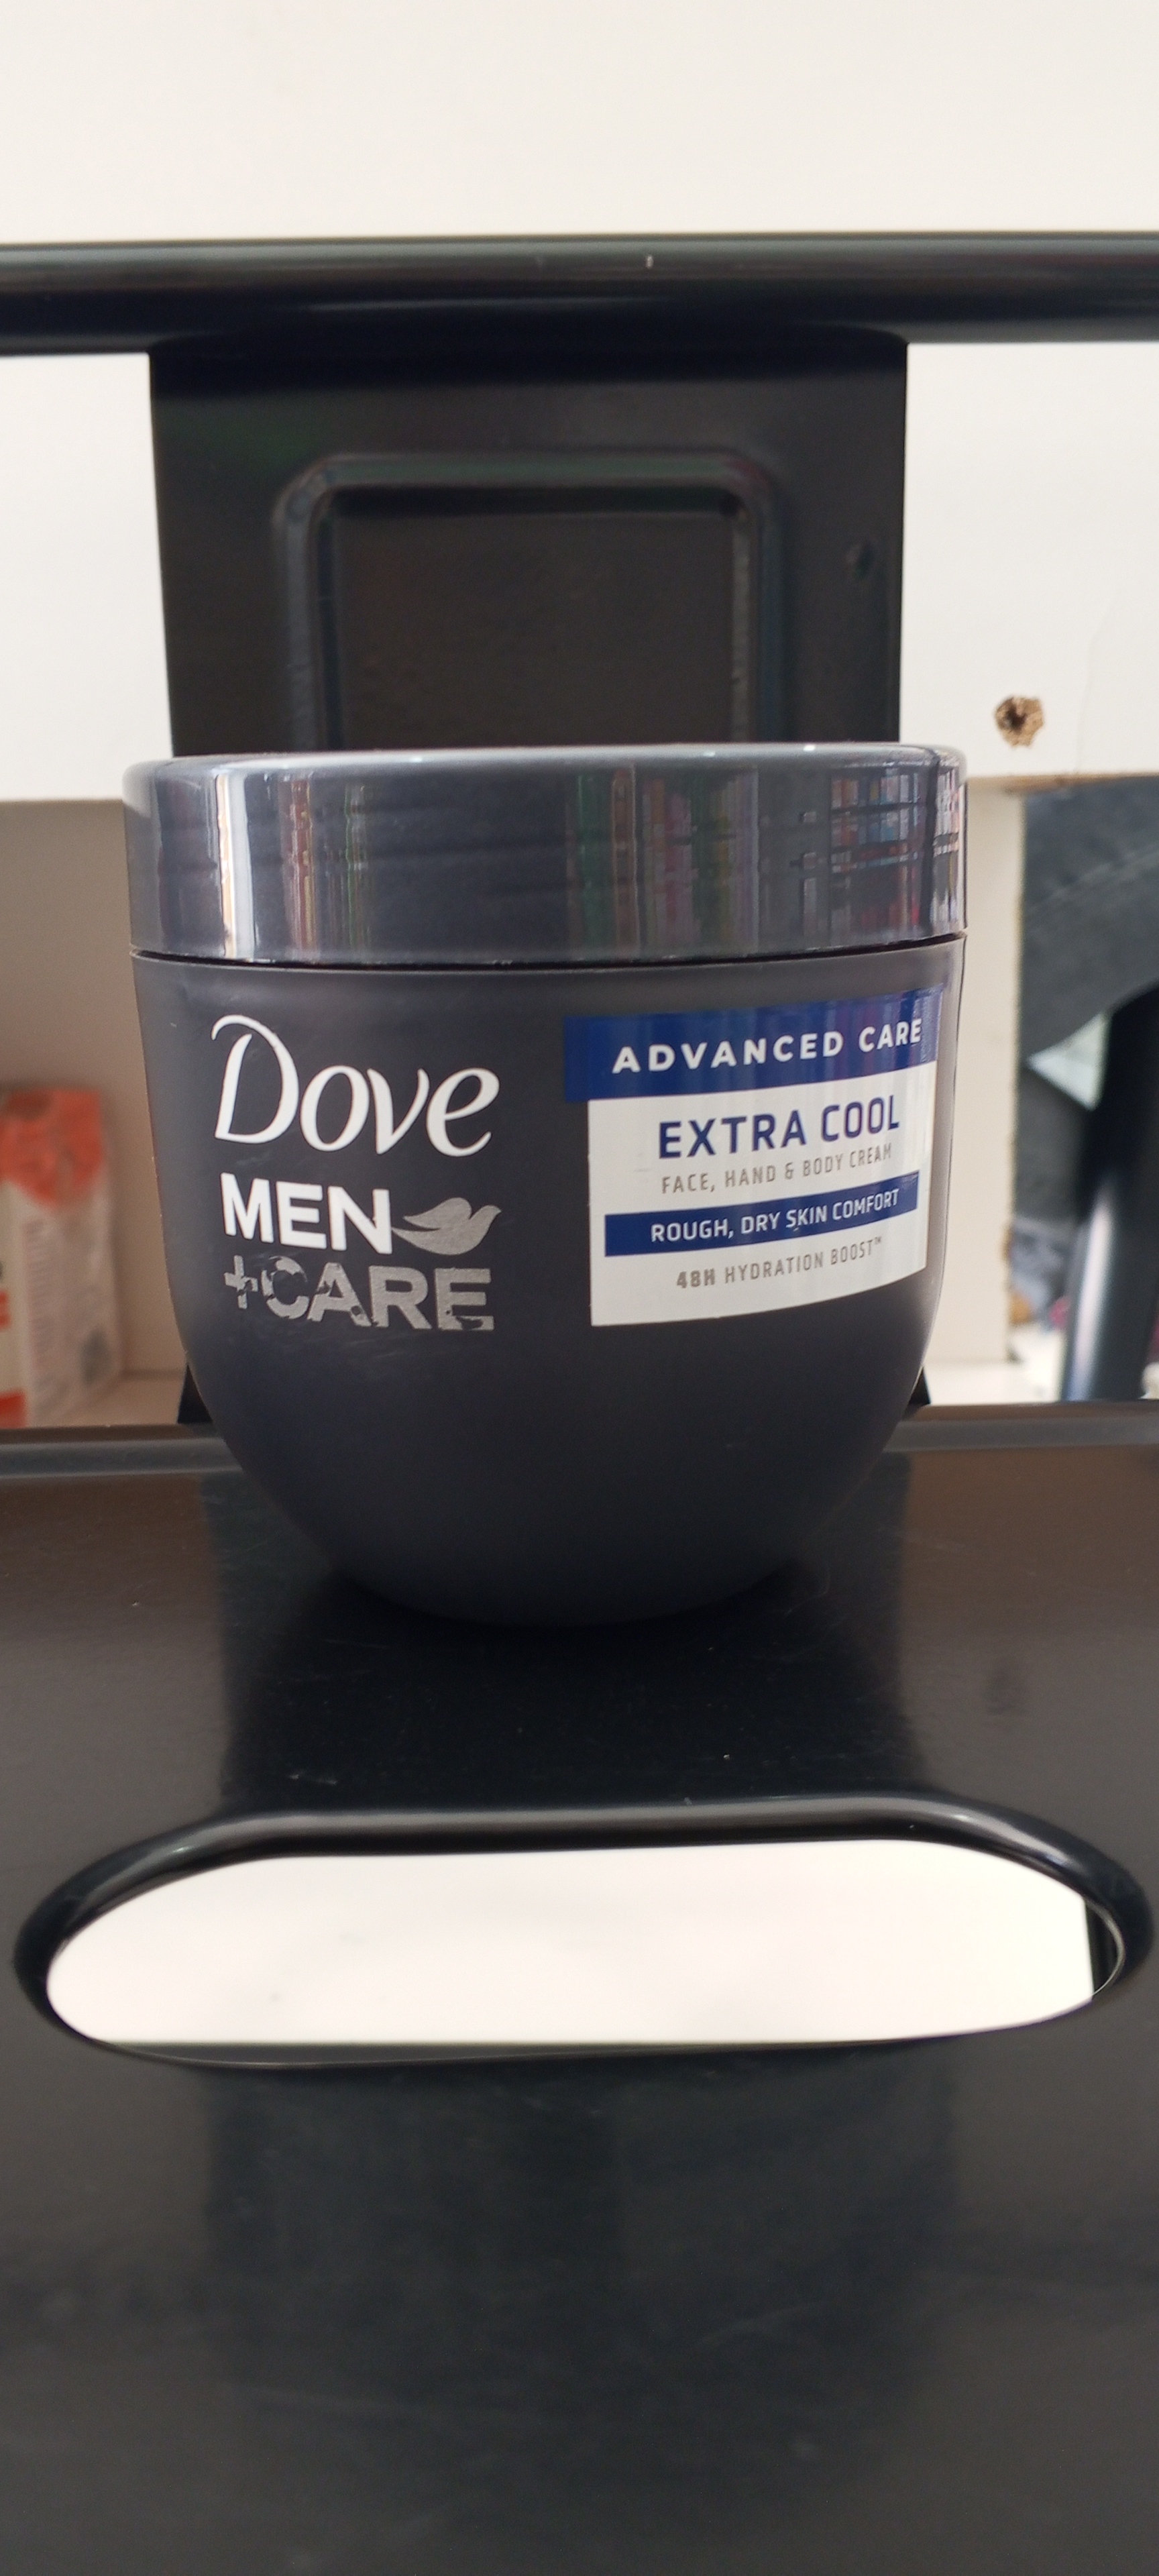 Dove
MEN
+CARE
ADVANCED CARE
EXTRA COOL
FACE, HAND & BODY CREAM
ROUGH, DRY SKIN COMFORT
48H HYDRATION BOOST™